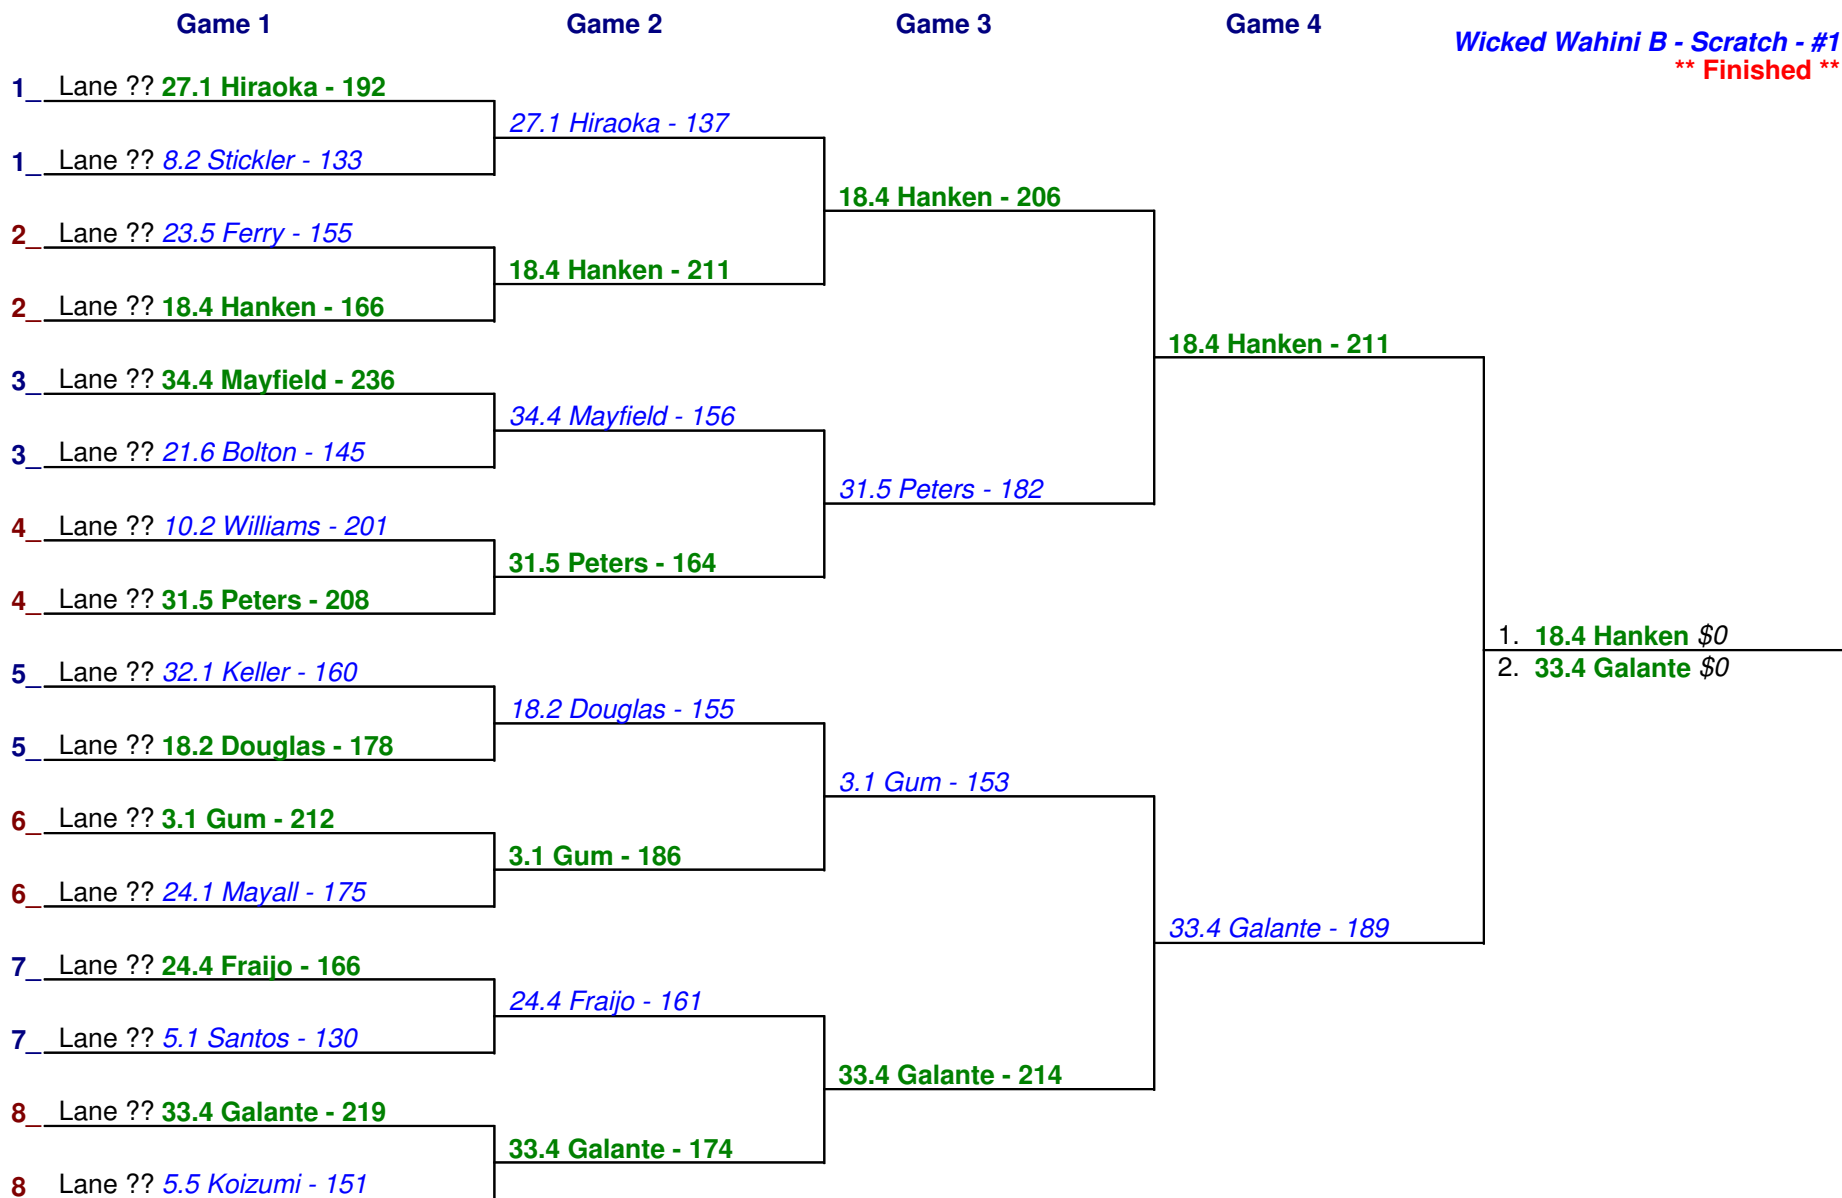 Game 1 Game 2 Game 3 Game 4
Wicked Wahini B - Scratch - #1
** Finished **
1_ Lane ?? 27.1 Hiraoka - 192
27.1 Hiraoka - 137
1_ Lane ?? 8.2 Stickler - 133
18.4 Hanken - 206
2_ Lane ?? 23.5 Ferry - 155
18.4 Hanken - 211
2_ Lane ?? 18.4 Hanken - 166
18.4 Hanken - 211
3_ Lane ?? 34.4 Mayfield - 236
34.4 Mayfield - 156
3_ Lane ?? 21.6 Bolton - 145
31.5 Peters - 182
4_ Lane ?? 10.2 Williams - 201
31.5 Peters - 164
4_ Lane ?? 31.5 Peters - 208
1. 18.4 Hanken $0
2. 33.4 Galante $0
5_ Lane ?? 32.1 Keller - 160
18.2 Douglas - 155
5_ Lane ?? 18.2 Douglas - 178
3.1 Gum - 153
6_ Lane ?? 3.1 Gum - 212
3.1 Gum - 186
6_ Lane ?? 24.1 Mayall - 175
33.4 Galante - 189
7_ Lane ?? 24.4 Fraijo - 166
24.4 Fraijo - 161
7_ Lane ?? 5.1 Santos - 130
33.4 Galante - 214
8_ Lane ?? 33.4 Galante - 219
33.4 Galante - 174
8 Lane ?? 5.5 Koizumi - 151